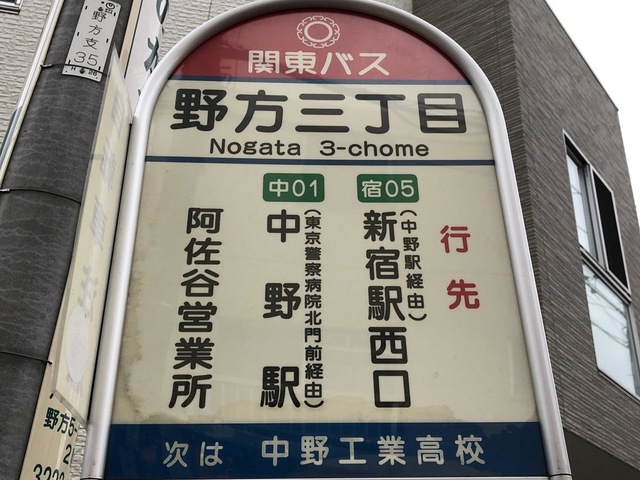 関東バス
野方三丁目
Nogata 3-chome
行先
宿05
新宿駅西口
(中野駅経由)
中01
中野駅
(東京警察病院北門前経由)
阿佐谷営業所
次は 中野工業高校
野方支
35